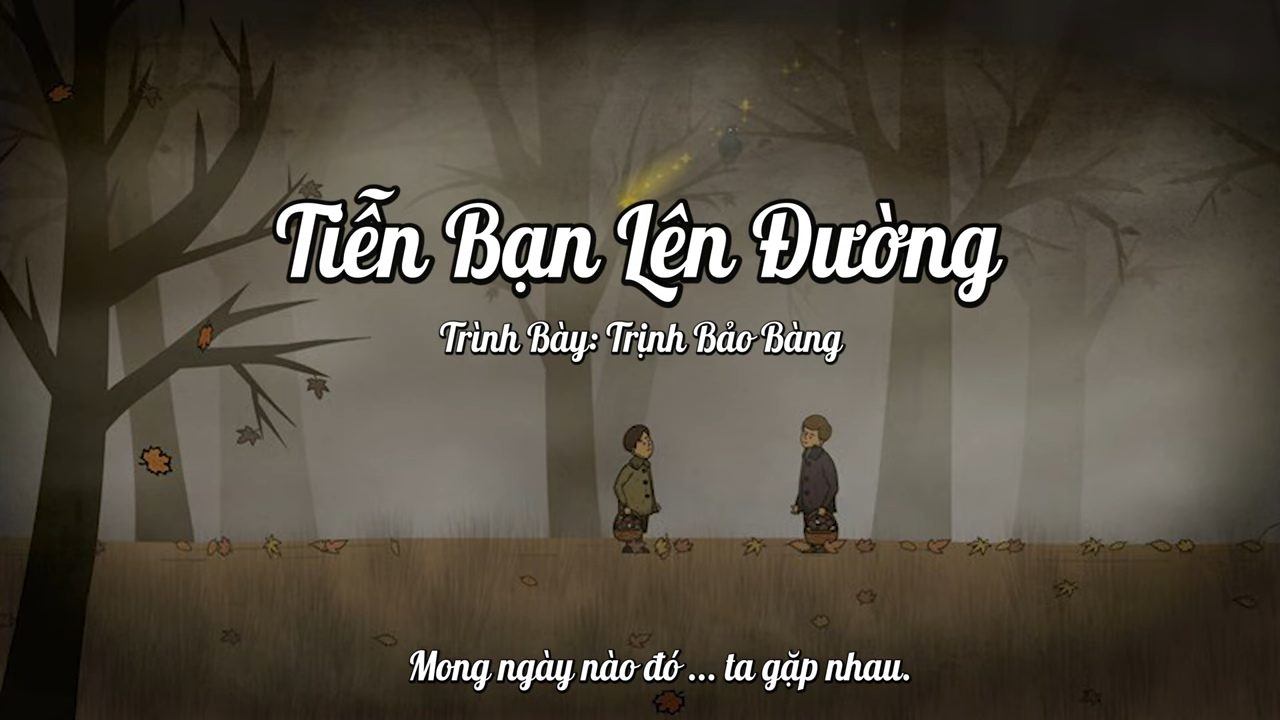 Tiễn Bạn Lên Đường
Trình Bày: Trịnh Bảo Bàng
Mong ngày nào đó ... ta gặp nhau.